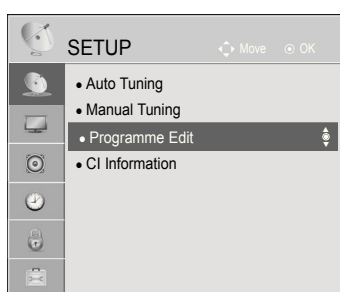 SETUP
Move OK
• Auto Tuning
• Manual Tuning
• Programme Edit
• CI Information